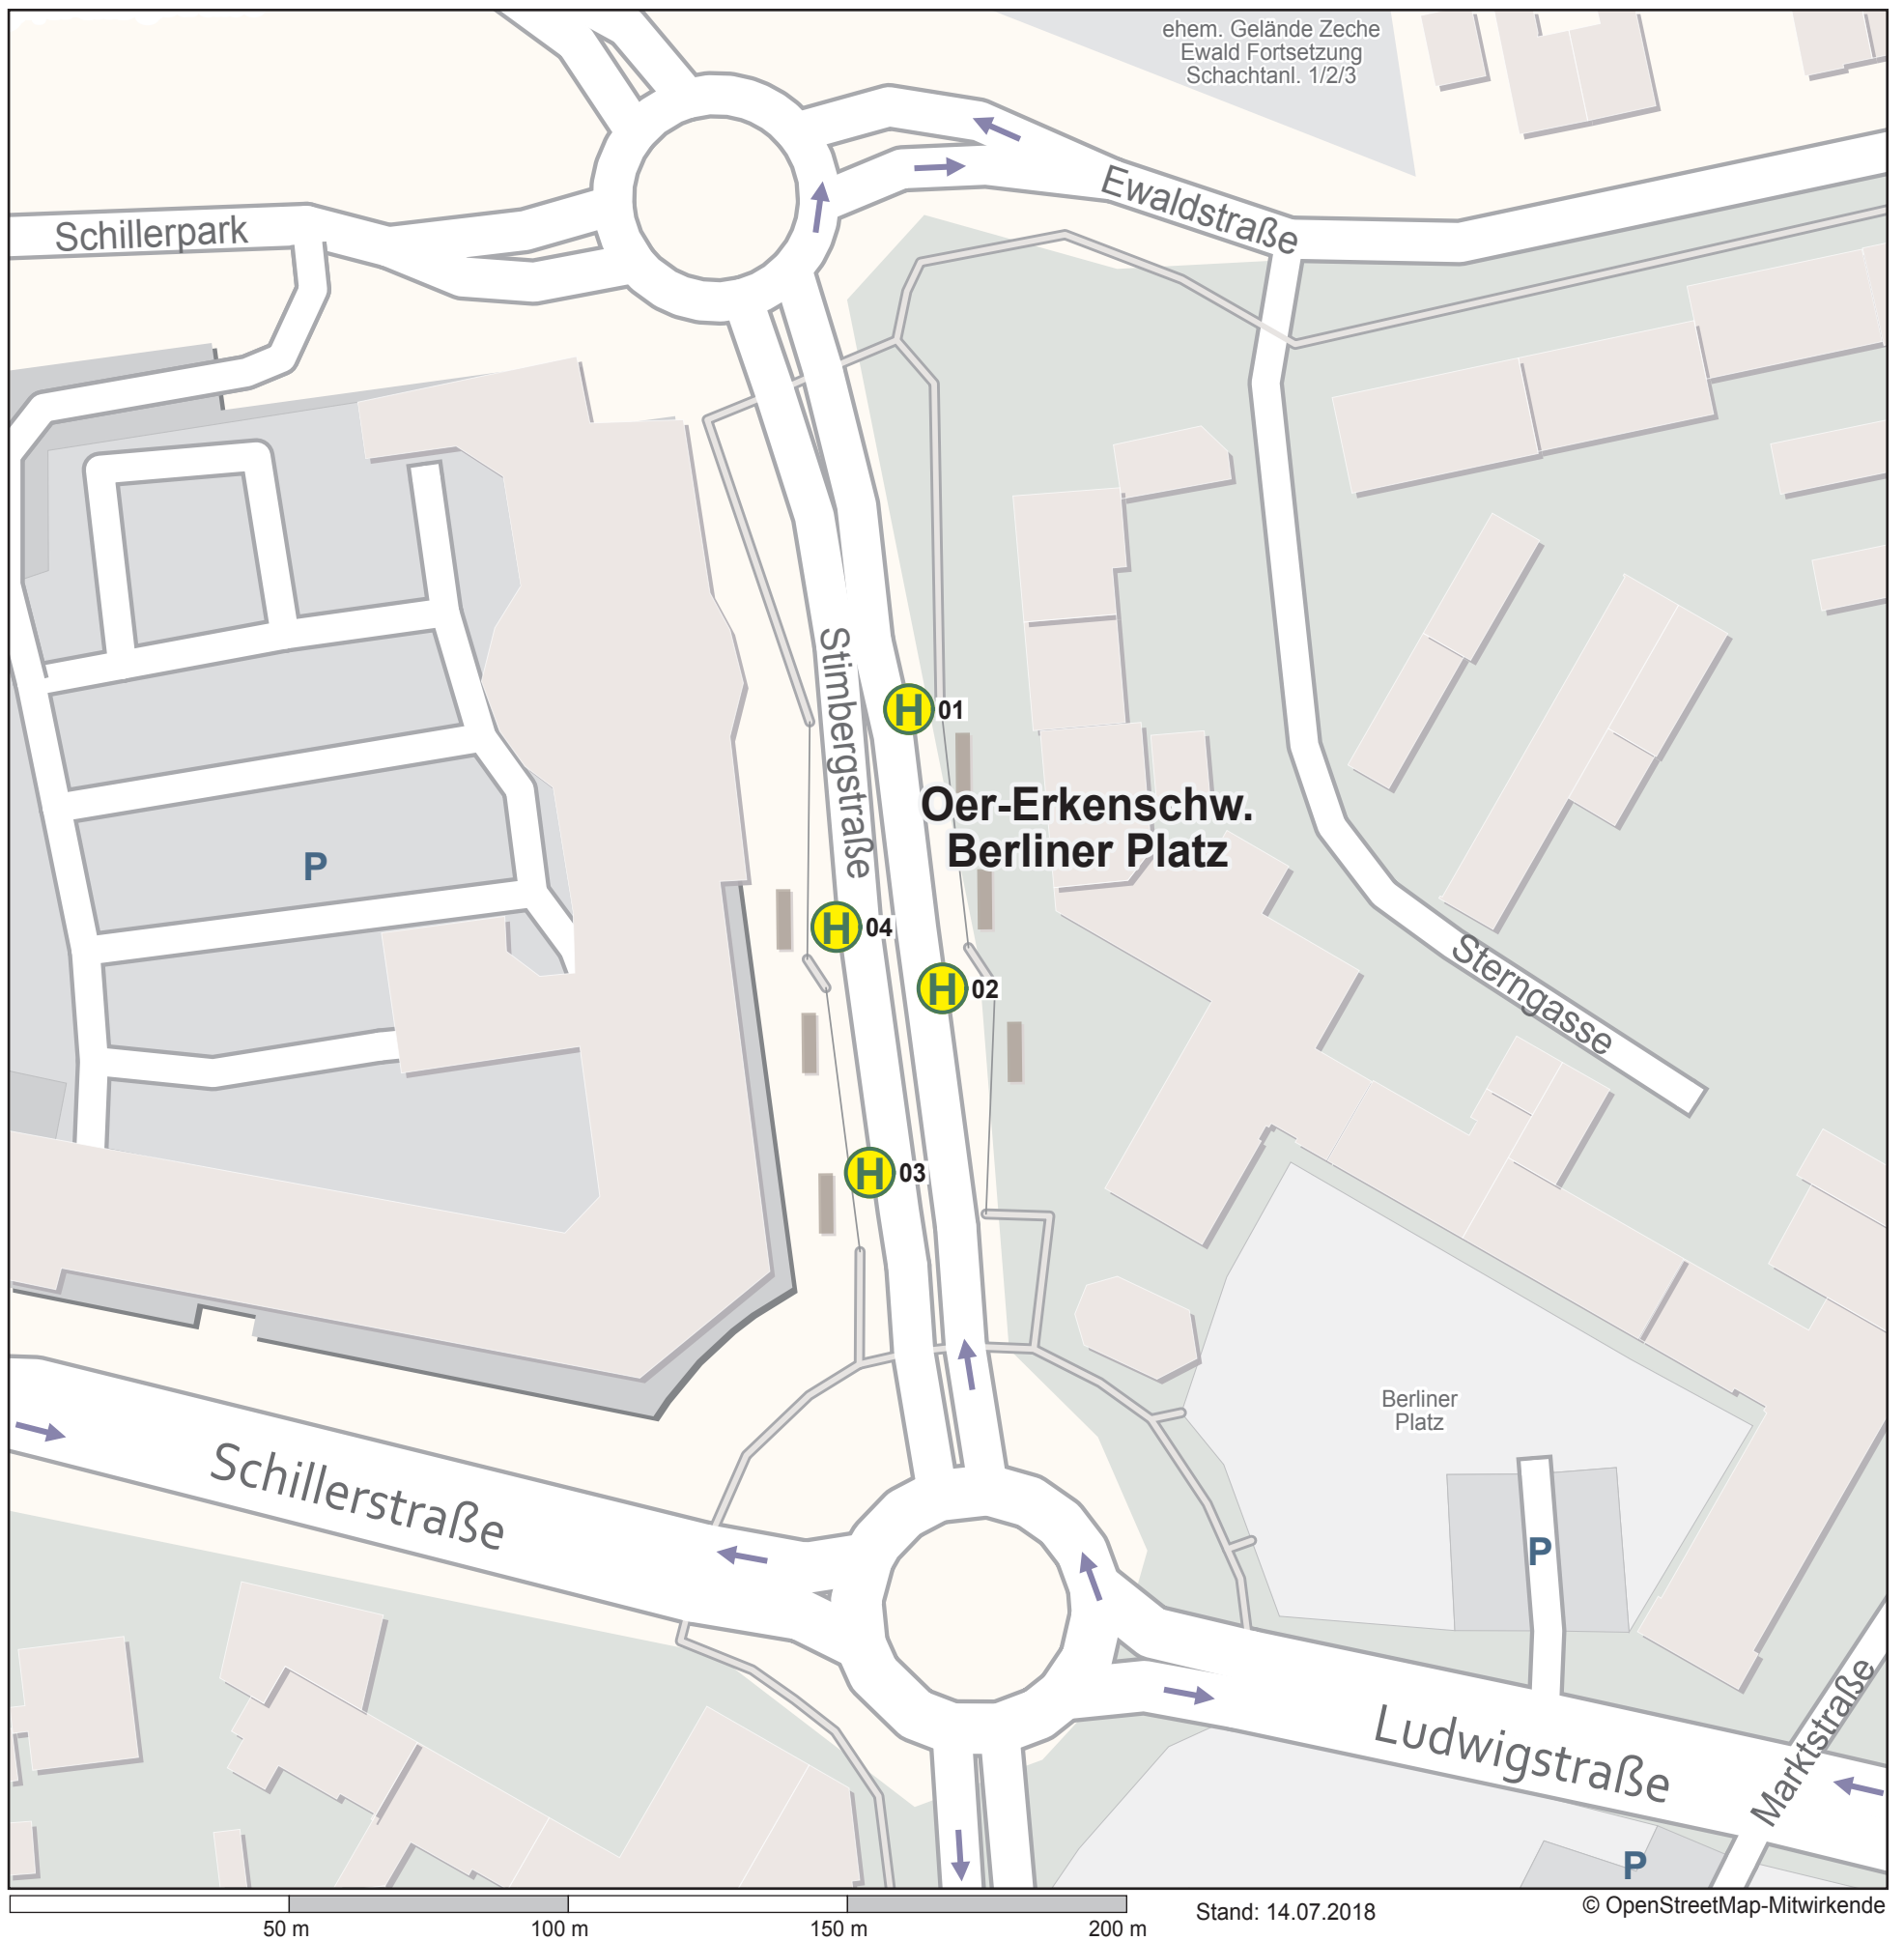 ehem. Gelände Zeche
Ewald Fortsetzung
Schachtanl. 1/2/3
Schillerpark
Ewaldstraße
Stimbergstraße
H 01
Oer-Erkenschw.
Berliner Platz
P
H 04
H 02
Sterngasse
H 03
Berliner
Platz
Schillerstraße
P
Ludwigstraße
Marktstraße
P
50 m
100 m
150 m
200 m
Stand: 14.07.2018
© OpenStreetMap-Mitwirkende